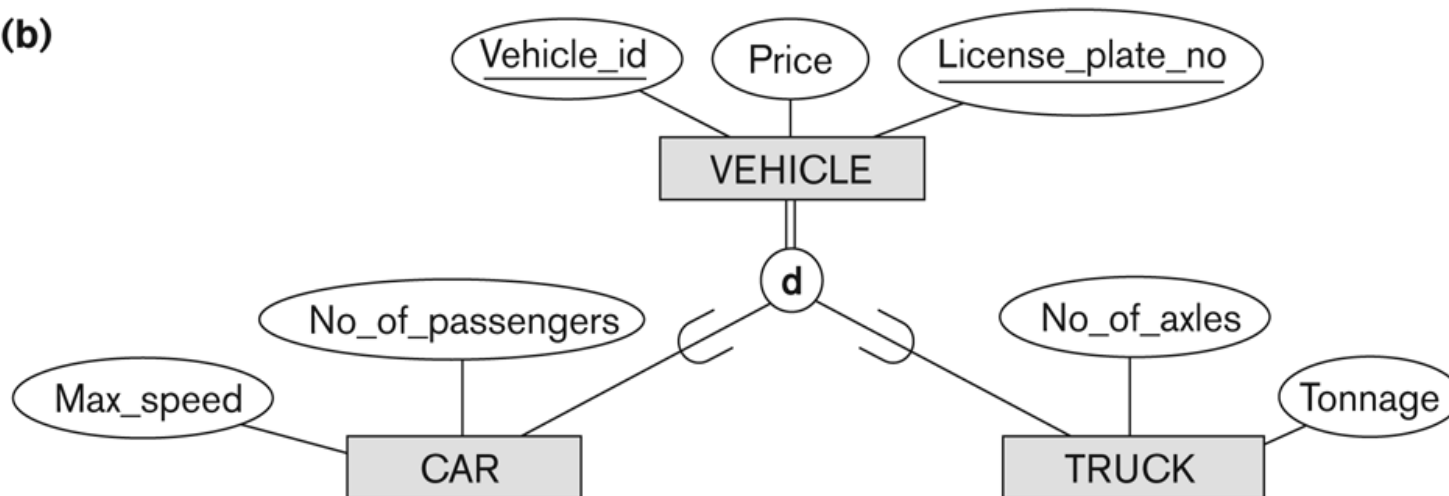 (b)
Vehicle_id
Price
License_plate_no
VEHICLE
d
No_of_passengers
No_of_axles
Max_speed
Tonnage
CAR
TRUCK